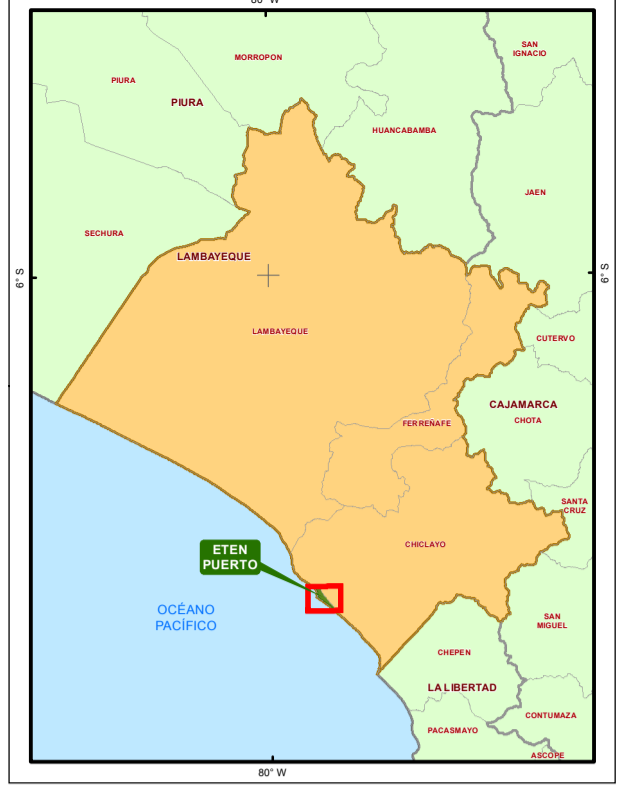 80° W
SAN
IGNACIO
MORROPON
PIURA
PIURA
HUANCABAMBA
JAEN
SECHURA
LAMBAYEQUE
6° S
6° S
LAMBAYEQUE
CUTERVO
CAJAMARCA
CHOTA
FERREÑAFE
SANTA
CRUZ
CHICLAYO
ETEN
PUERTO
OCÉANO
PACÍFICO
SAN
MIGUEL
CHEPEN
LA LIBERTAD
CONTUMAZA
PACASMAYO
ASCOPE
80° W